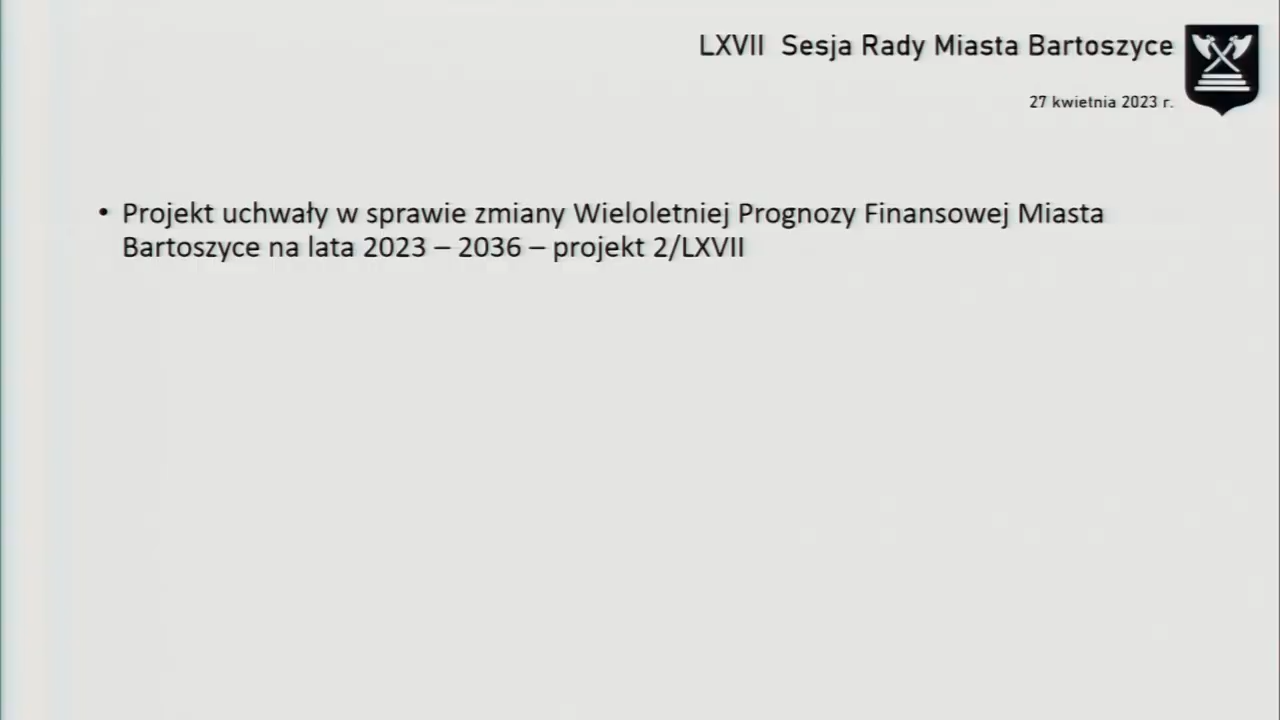 LXVII Sesja Rady Miasta Bartoszyce
27 kwietnia 2023 r.
• Projekt uchwały w sprawie zmiany Wieloletniej Prognozy Finansowej Miasta
Bartoszyce na lata 2023 – 2036 – projekt 2/LXVII